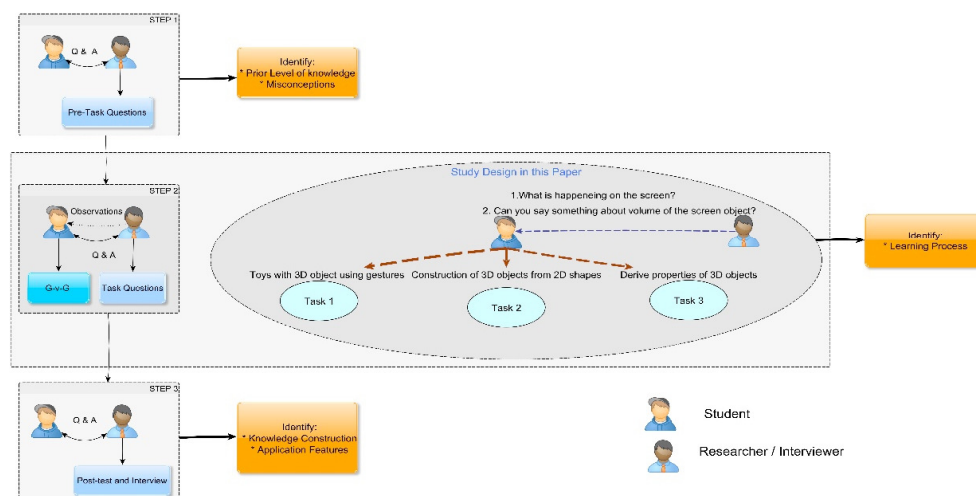 STEP 1
Q & A
Pre-Task Questions
Identify:
* Prior Level of knowledge
* Misconceptions
STEP 2
Observations
Q & A
G-v-G
Task Questions
Study Design in this Paper
1.What is happeneing on the screen?
2. Can you say something about volume of the screen object?
Toys with 3D object using gestures
Construction of 3D objects from 2D shapes
Derive properties of 3D objects
Task 1
Task 2
Task 3
Identify:
* Learning Process
STEP 3
Q & A
Post-test and Interview
Identify:
* Knowledge Construction
* Application Features
Student
Researcher / Interviewer